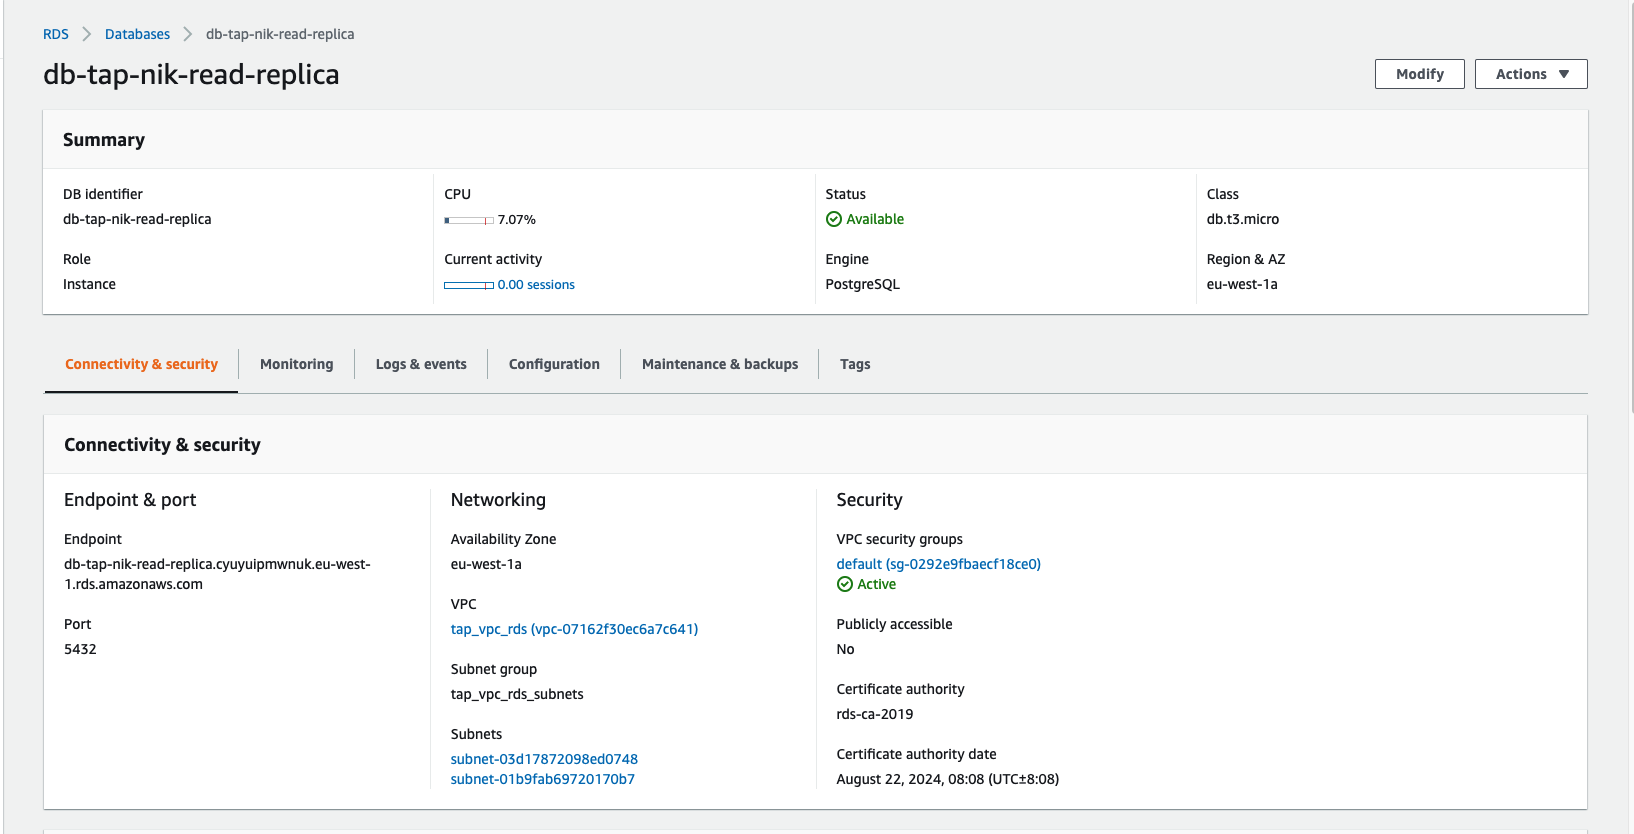 RDS > Databases > db-tap-nik-read-replica
db-tap-nik-read-replica
Modify
Actions
Summary
DB identifier
db-tap-nik-read-replica
CPU
7.07%
Status
Available
Class
db.t3.micro
Role
Instance
Current activity
0.00 sessions
Engine
PostgreSQL
Region & AZ
eu-west-1a
Connectivity & security
Monitoring
Logs & events
Configuration
Maintenance & backups
Tags
Connectivity & security
Endpoint & port
Endpoint
db-tap-nik-read-replica.cyuyuipmwnuk.eu-west-
1.rds.amazonaws.com
Port
5432
Networking
Availability Zone
eu-west-1a
VPC
tap_vpc_rds (vpc-07162f30ec6a7c641)
Subnet group
tap_vpc_rds_subnets
Subnets
subnet-03d17872098ed0748
subnet-01b9fab69720170b7
Security
VPC security groups
default (sg-0292e9fbaecf18ce0)
Active
Publicly accessible
No
Certificate authority
rds-ca-2019
Certificate authority date
August 22, 2024, 08:08 (UTC±8:08)